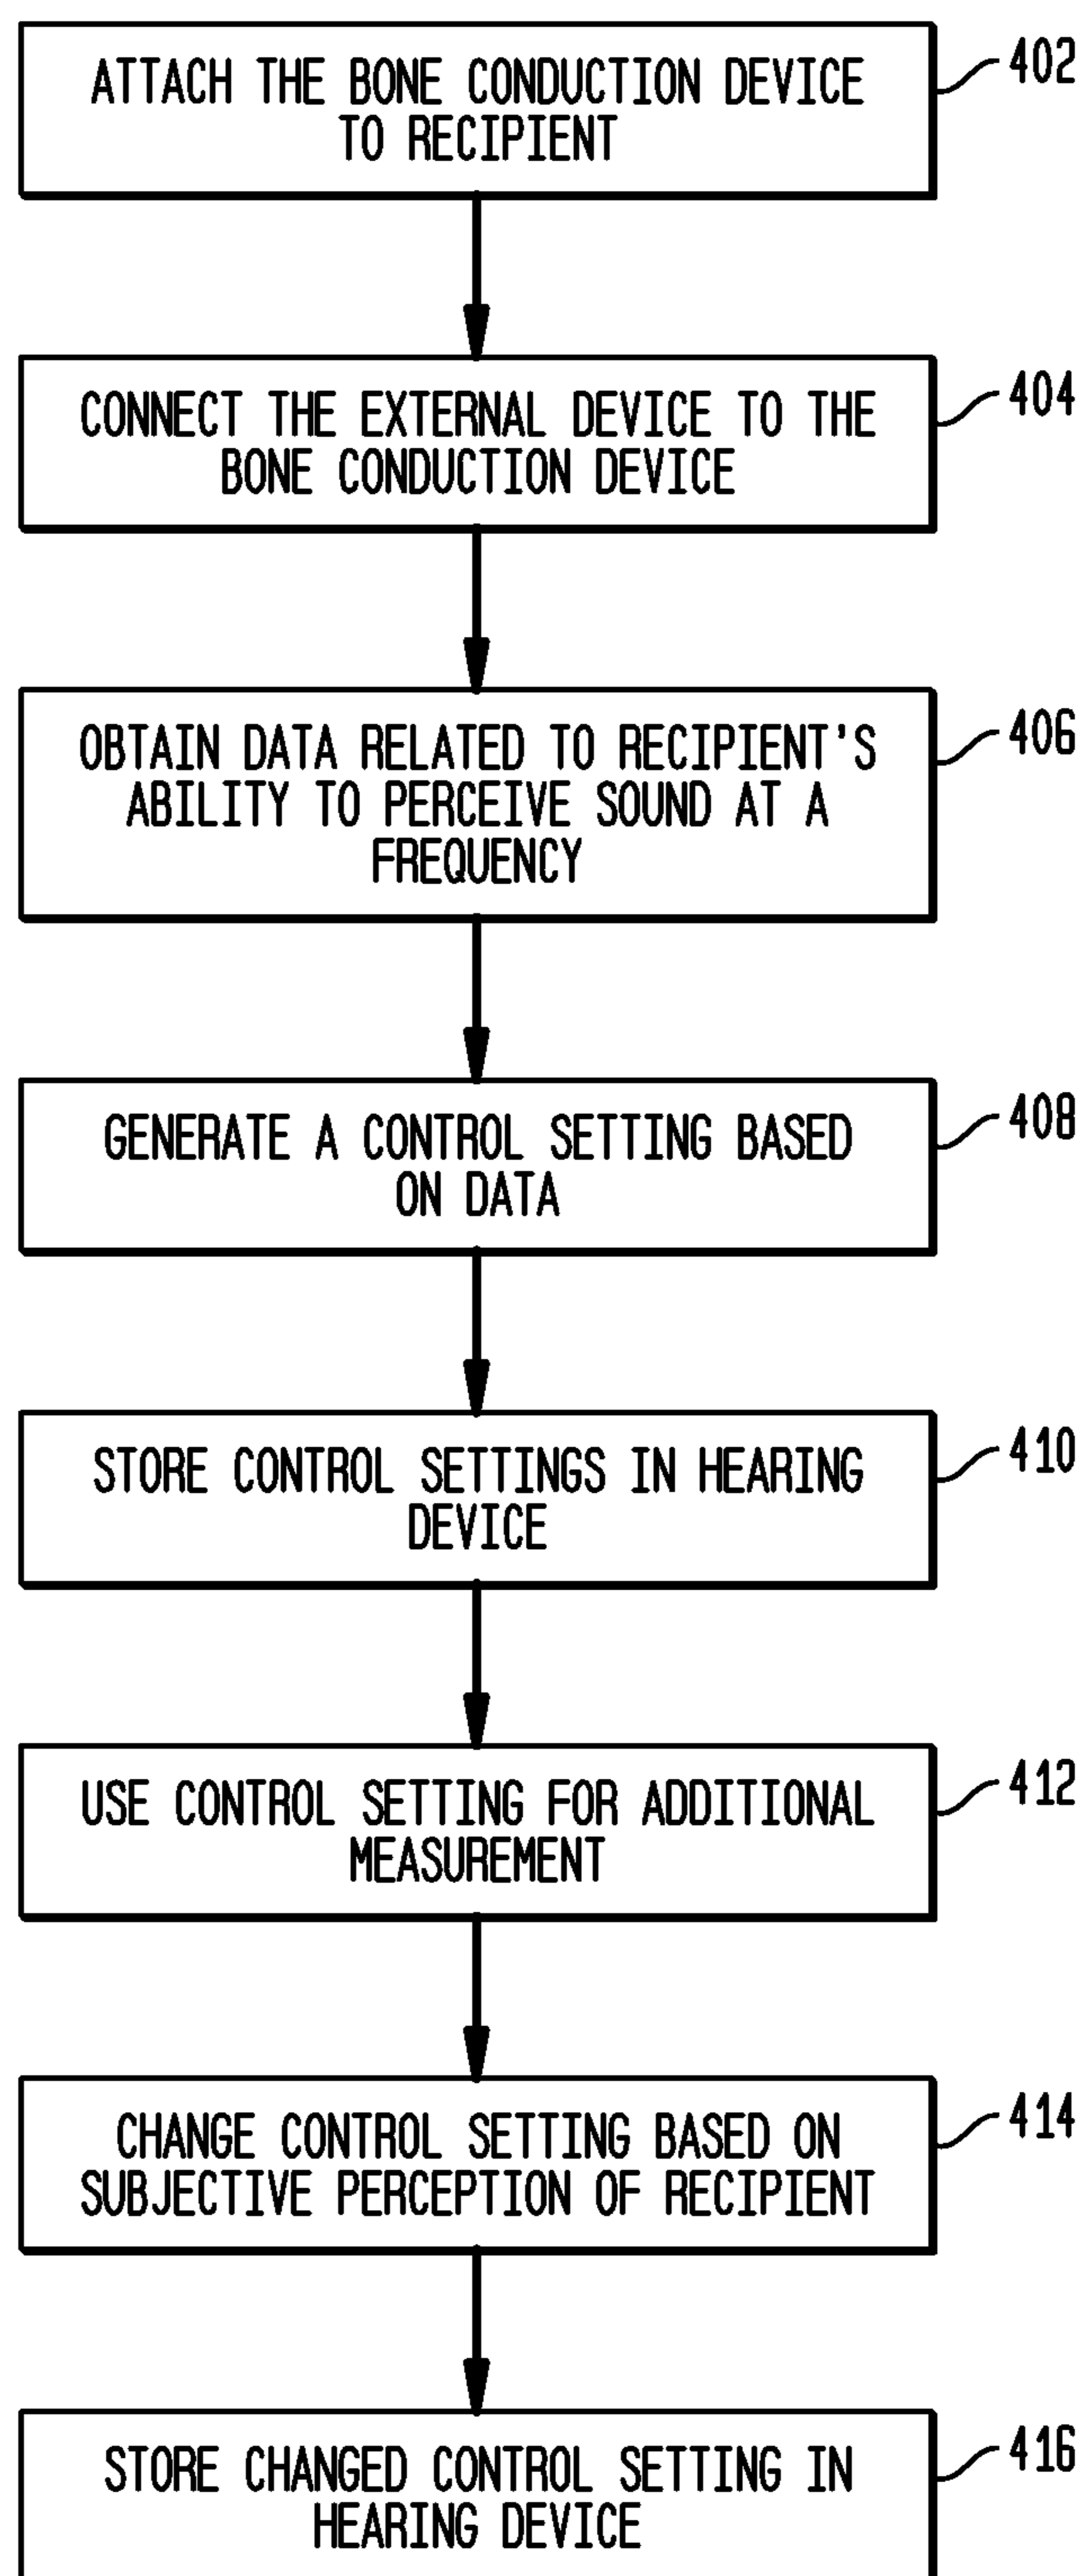 ATTACH THE BONE CONDUCTION DEVICE
TO RECIPIENT
402
CONNECT THE EXTERNAL DEVICE TO THE
BONE CONDUCTION DEVICE
404
OBTAIN DATA RELATED TO RECIPIENT'S
ABILITY TO PERCEIVE SOUND AT A
FREQUENCY
406
GENERATE A CONTROL SETTING BASED
ON DATA
408
STORE CONTROL SETTINGS IN HEARING
DEVICE
410
USE CONTROL SETTING FOR ADDITIONAL
MEASUREMENT
412
CHANGE CONTROL SETTING BASED ON
SUBJECTIVE PERCEPTION OF RECIPIENT
414
STORE CHANGED CONTROL SETTING IN
HEARING DEVICE
416